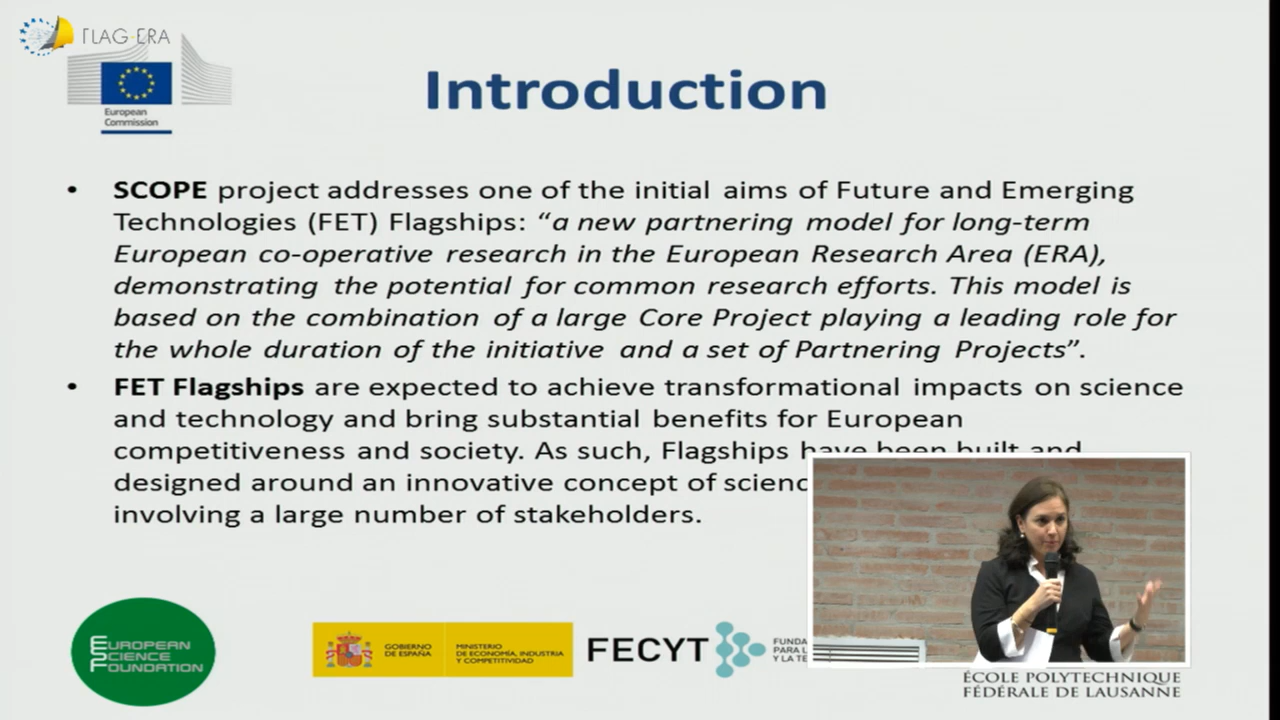 FLAG-ERA
European
Commission
Introduction
• SCOPE project addresses one of the initial aims of Future and Emerging
Technologies (FET) Flagships: “a new partnering model for long-term
European co-operative research in the European Research Area (ERA),
demonstrating the potential for common research efforts. This model is
based on the combination of a large Core Project playing a leading role for
the whole duration of the initiative and a set of Partnering Projects”.
• FET Flagships are expected to achieve transformational impacts on science
and technology and bring substantial benefits for European
competitiveness and society. As such, Flagships have been built and
designed around an innovative concept of scienc
involving a large number of stakeholders.
EUROPEAN
SCIENCE
FOUNDATION
GOBIERNO
DE ESPAÑA
MINISTERIO
DE ECONOMÍA, INDUSTRIA
Y COMPETITIVIDAD
FECYT
FUNDA
PARA L
Y LA TE
ÉCOLE POLYTECHNIQUE
FÉDÉRALE DE LAUSANNE